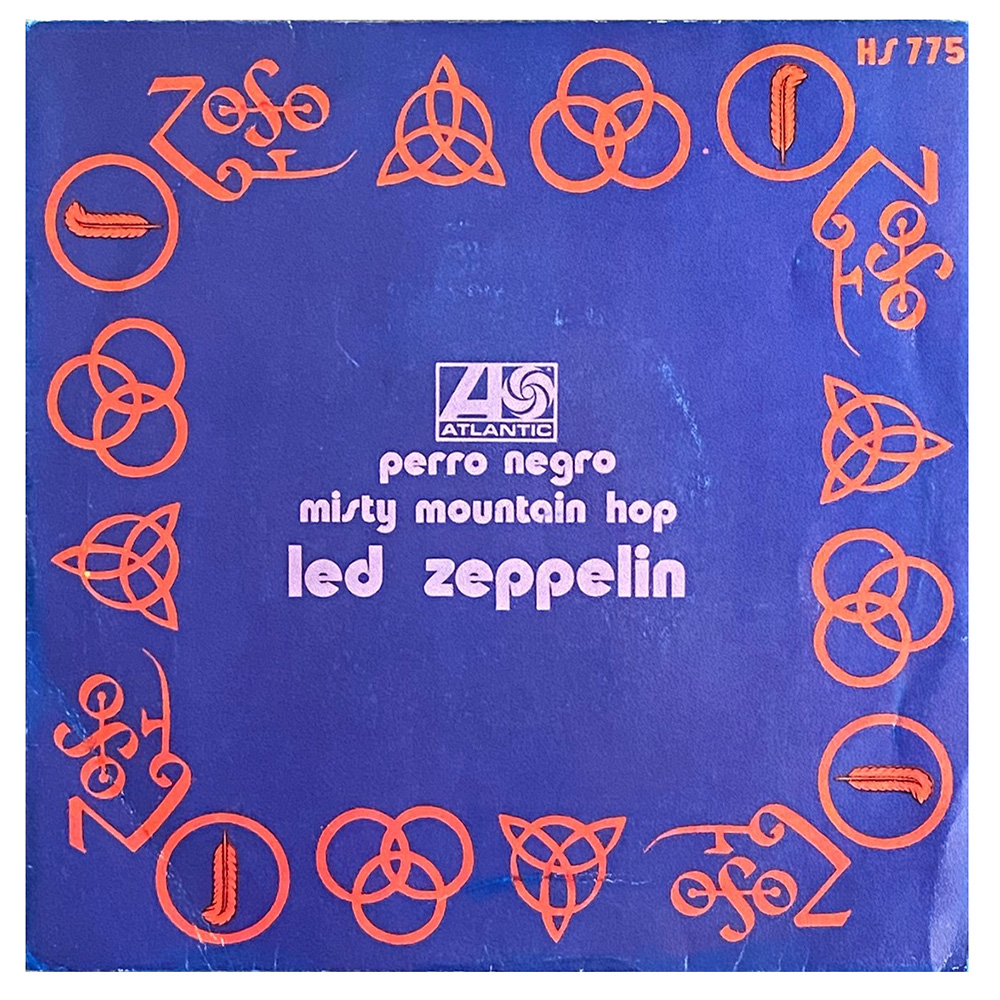 HS 775
ATLANTIC
perro negro
misty mountain hop
led zeppelin